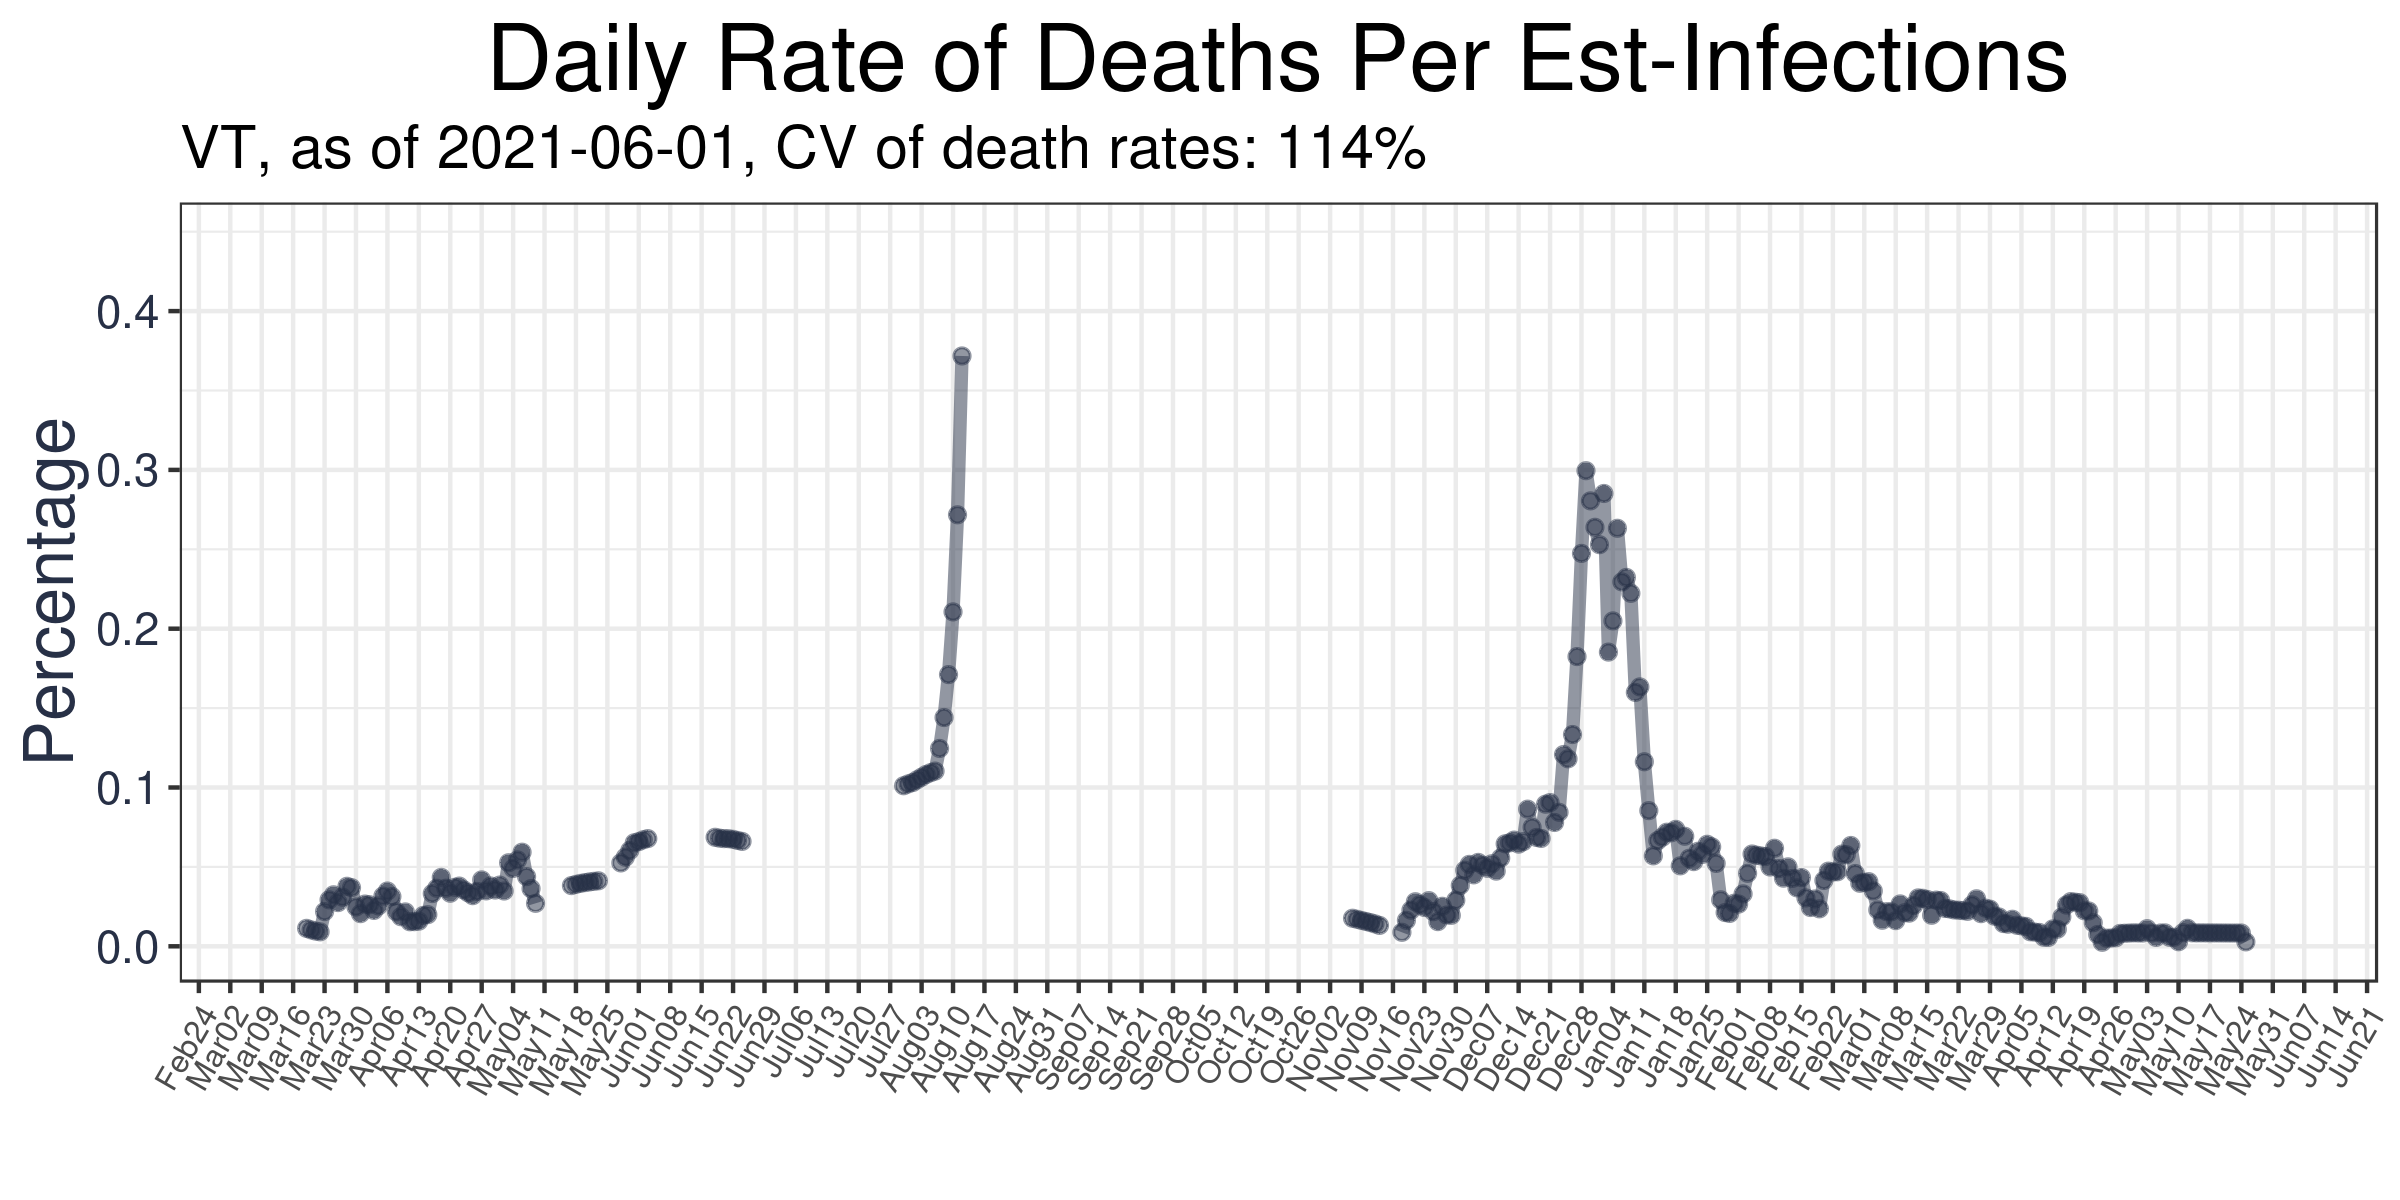 Daily Rate of Deaths Per Est-Infections
VT, as of 2021-06-01, CV of death rates: 114%
Percentage
0.4
0.3
0.2
0.1
0.0
Feb24
Mar02
Mar09
Mar16
Mar23
Mar30
Apr06
Apr13
Apr20
Apr27
May04
May11
May18
May25
Jun01
Jun08
Jun15
Jun22
Jun29
Jul06
Jul13
Jul20
Jul27
Aug03
Aug10
Aug17
Aug24
Aug31
Sep07
Sep14
Sep21
Sep28
Oct05
Oct12
Oct19
Oct26
Nov02
Nov09
Nov16
Nov23
Nov30
Dec07
Dec14
Dec21
Dec28
Jan04
Jan11
Jan18
Jan25
Feb01
Feb08
Feb15
Feb22
Mar01
Mar08
Mar15
Mar22
Mar29
Apr05
Apr12
Apr19
Apr26
May03
May10
May17
May24
May31
Jun07
Jun14
Jun21